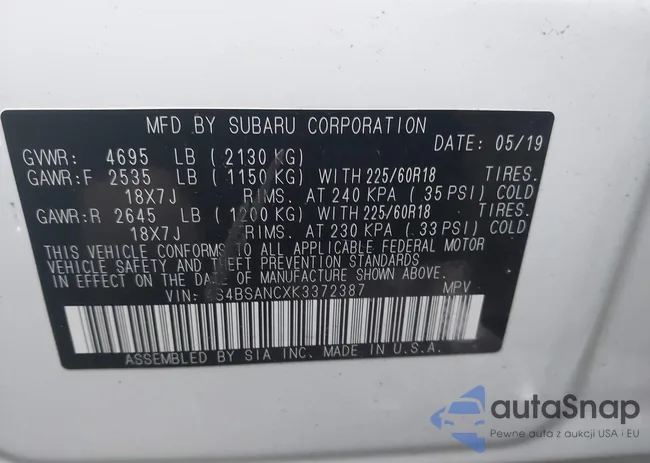 MFD BY SUBARU CORPORATION
DATE: 05/19
GVWR: 4695 LB (2130 KG)
GAWR:F 2535 LB (1150 KG) WITH 225/60R18 TIRES.
18X7J RIMS. AT 240 KPA (35 PSI) COLD
GAWR:R 2645 LB (1200 KG) WITH 225/60R18 TIRES.
18X7J RIMS. AT 230 KPA (33 PSI) COLD
THIS VEHICLE CONFORMS TO ALL APPLICABLE FEDERAL MOTOR
VEHICLE SAFETY AND THEFT PREVENTION STANDARDS
IN EFFECT ON THE DATE OF MANUFACTURE SHOWN ABOVE.
VIN: 4S4BSANCXK3372387 MPV
ASSEMBLED BY SIA INC. MADE IN U.S.A.
autaSnap
Pewne auta z aukcji USA i EU